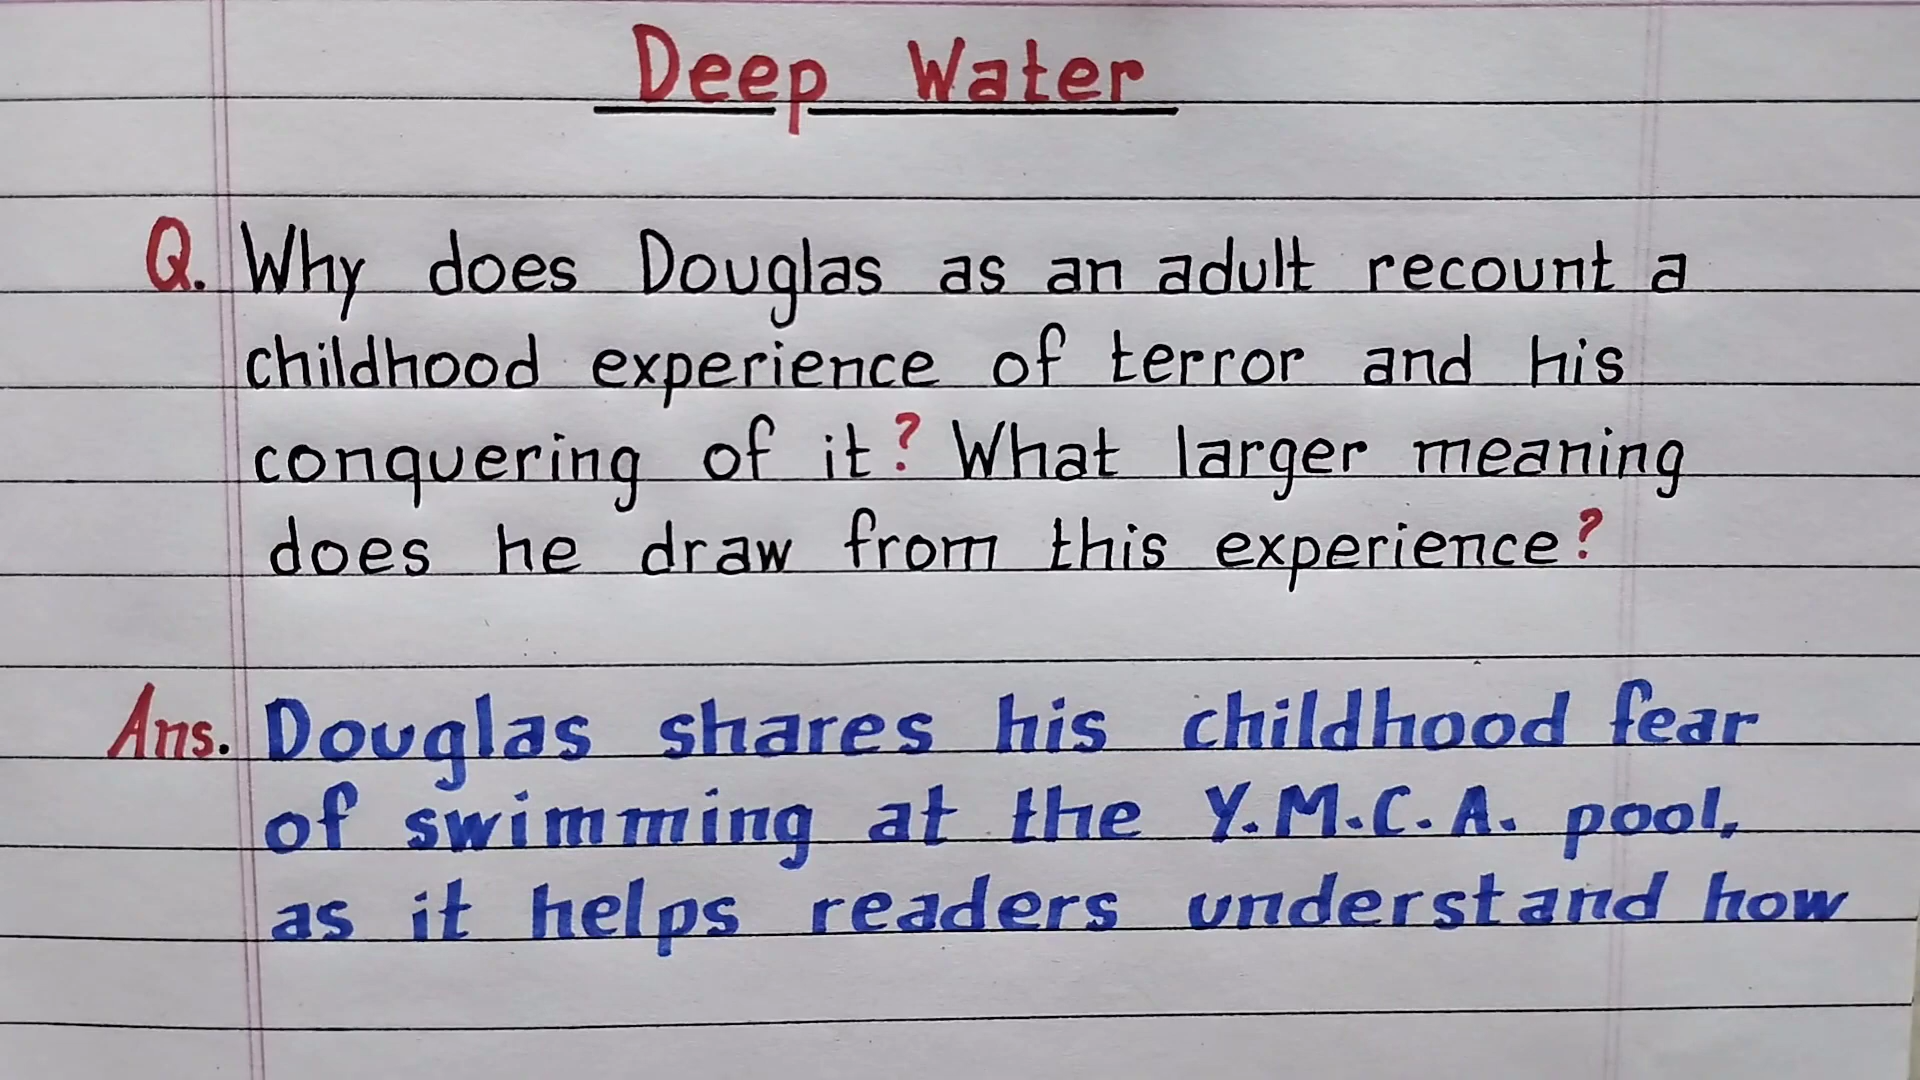 Deep Water
Q. Why does Douglas as an adult recount a
childhood experience of terror and his
conquering of it? What larger meaning
does he draw from this experience?
Ans. Douglas shares his childhood fear
of swimming at the Y.M.C.A. pool,
as it helps readers understand how